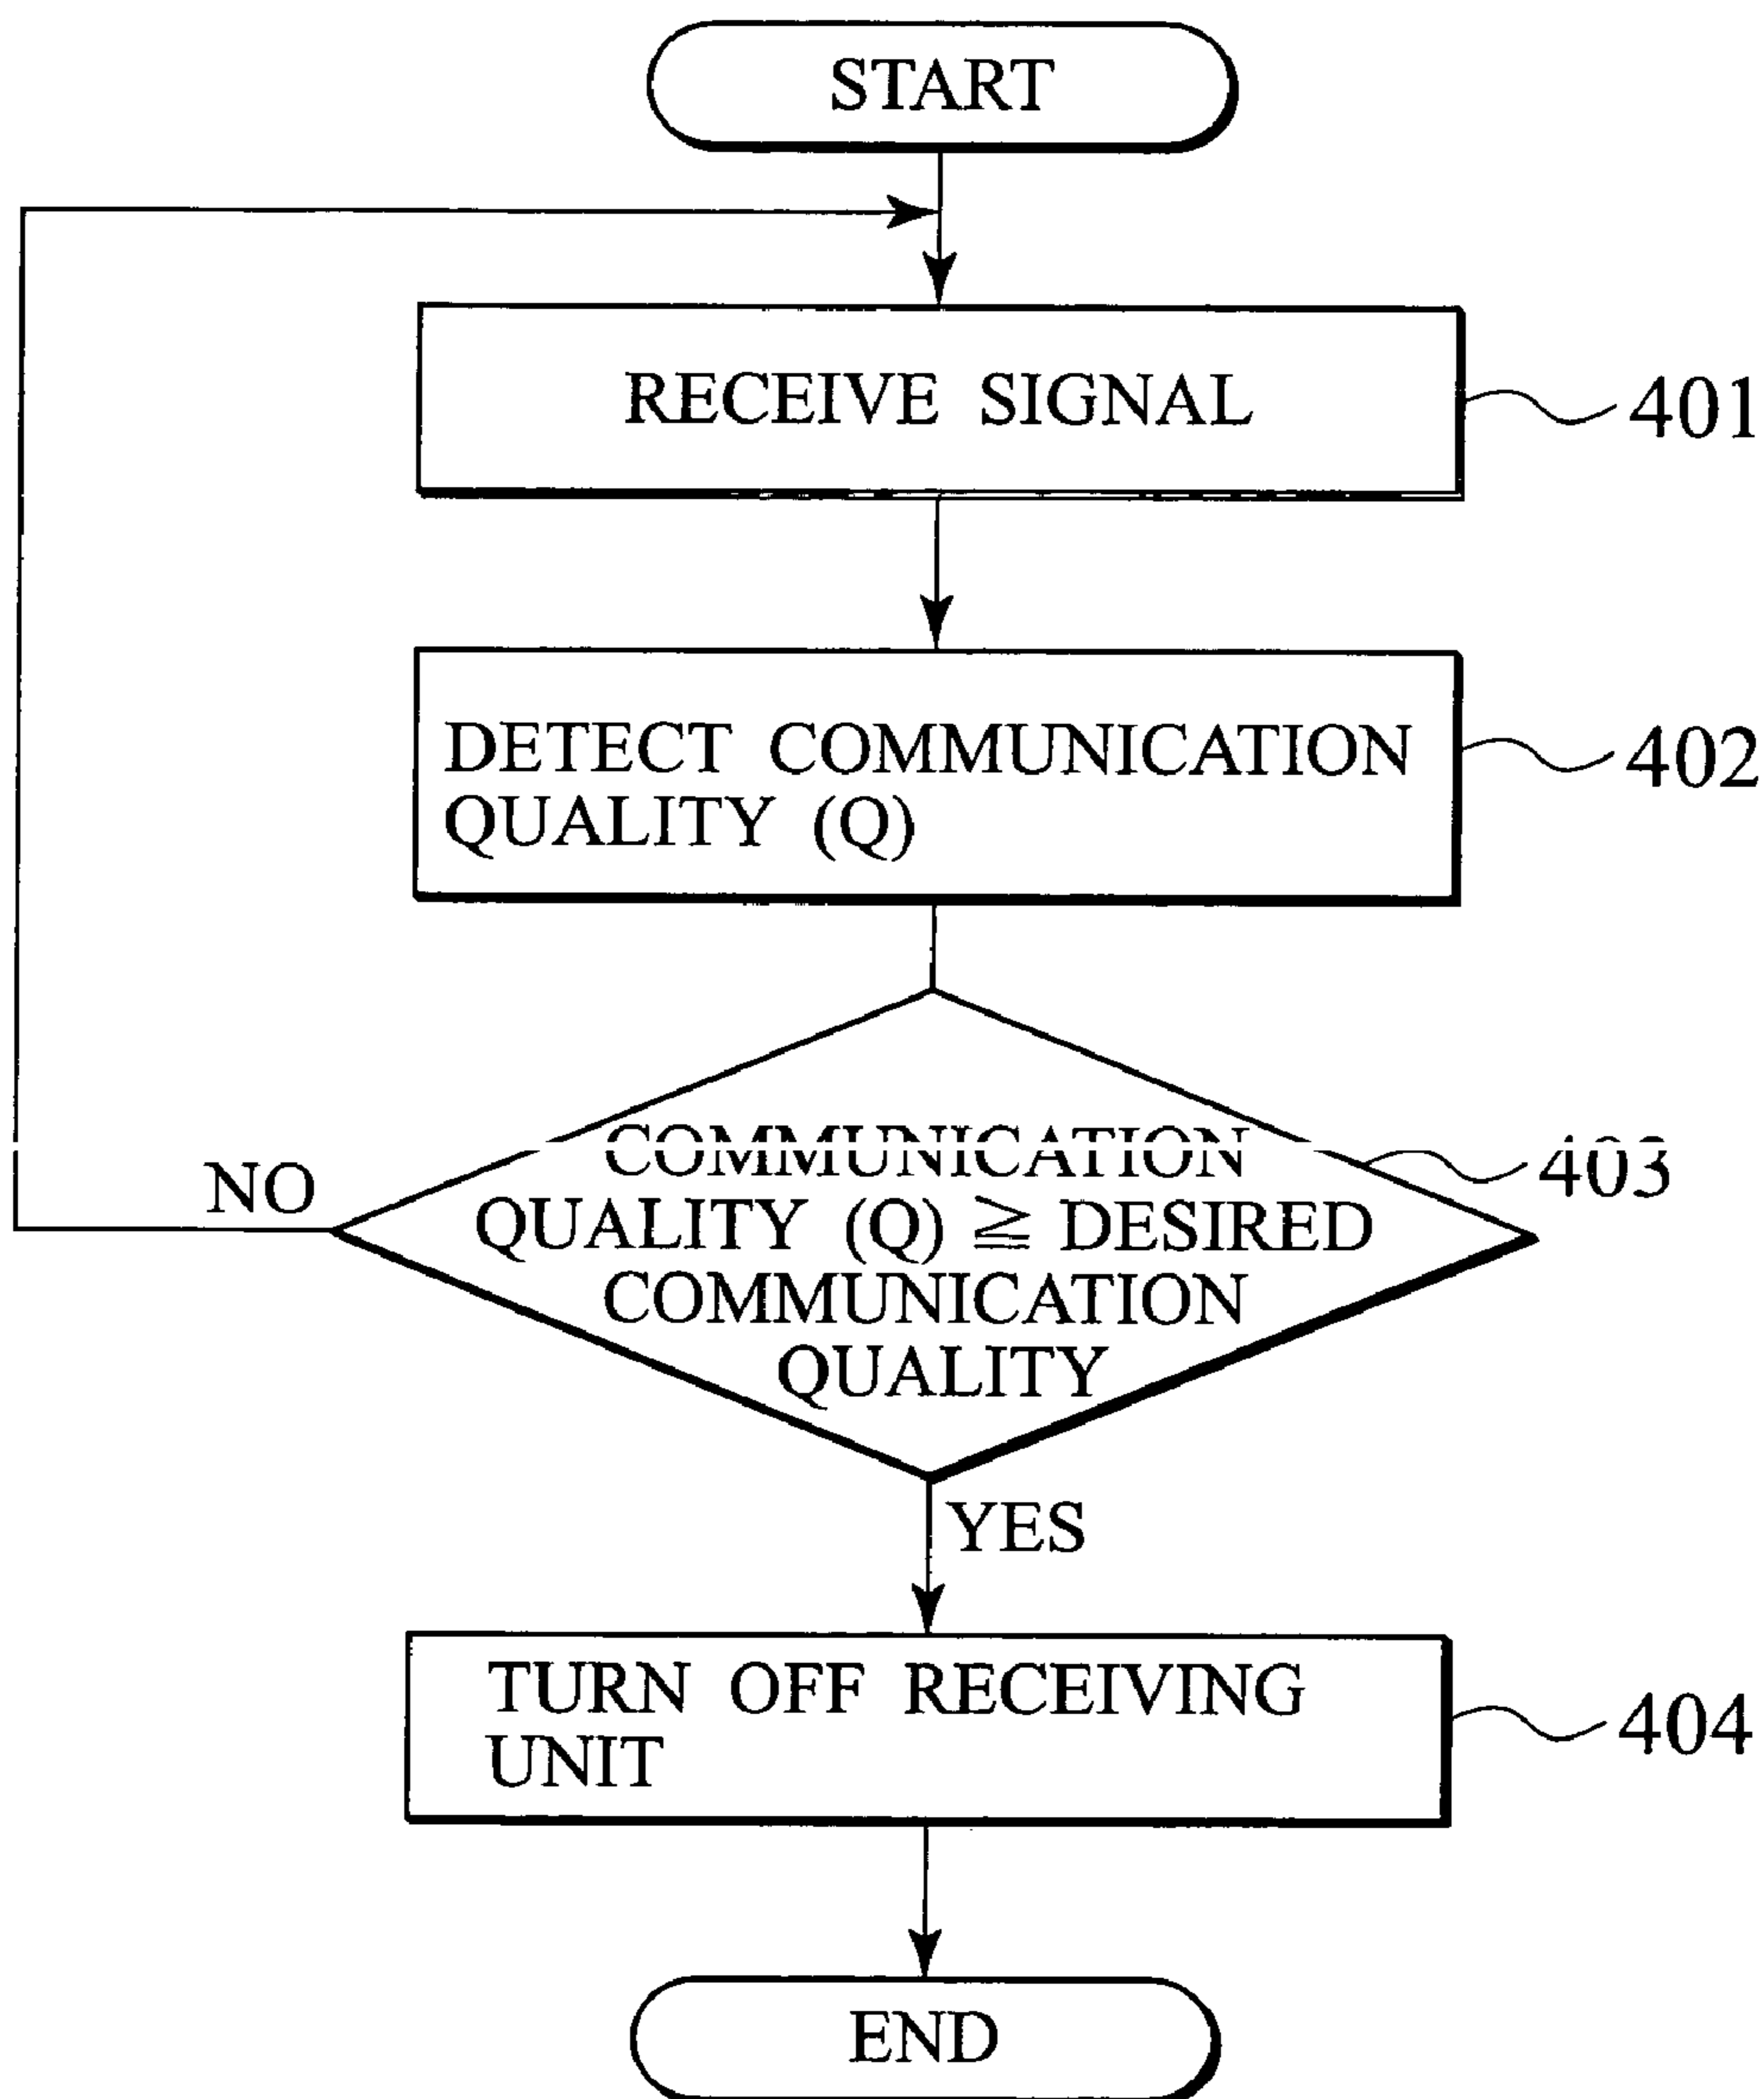 START
RECEIVE SIGNAL
401
DETECT COMMUNICATION
QUALITY (Q)
402
COMMUNICATION
QUALITY (Q) ≧ DESIRED
COMMUNICATION
QUALITY
403
NO
YES
TURN OFF RECEIVING
UNIT
404
END